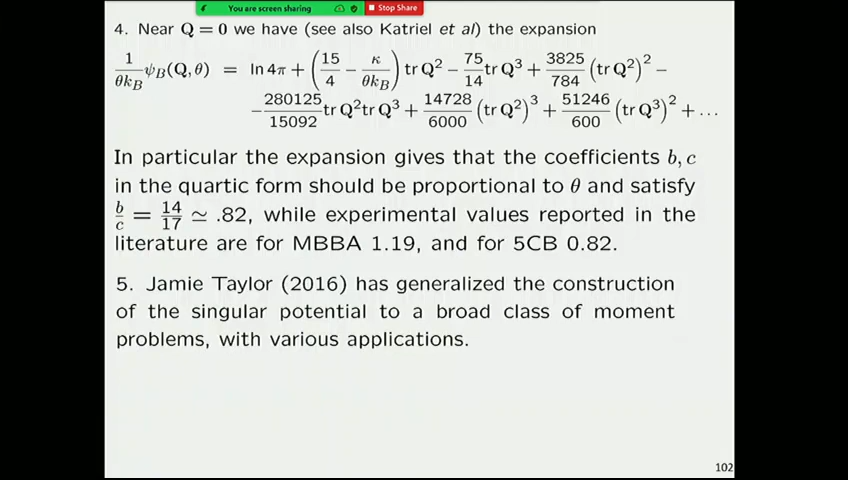 You are screen sharing Stop Share
4. Near Q = 0 we have (see also Katriel et al) the expansion
1/(θk_B) ψ_B(Q, θ) = ln 4π + (15/4 − κ/(θk_B)) tr Q² − 75/14 tr Q³ + 3825/784 (tr Q²)² −
− 280125/15092 tr Q² tr Q³ + 14728/6000 (tr Q²)³ + 51246/600 (tr Q³)² + ...
In particular the expansion gives that the coefficients b, c
in the quartic form should be proportional to θ and satisfy
b/c = 14/17 ≃ .82, while experimental values reported in the
literature are for MBBA 1.19, and for 5CB 0.82.
5. Jamie Taylor (2016) has generalized the construction
of the singular potential to a broad class of moment
problems, with various applications.
102